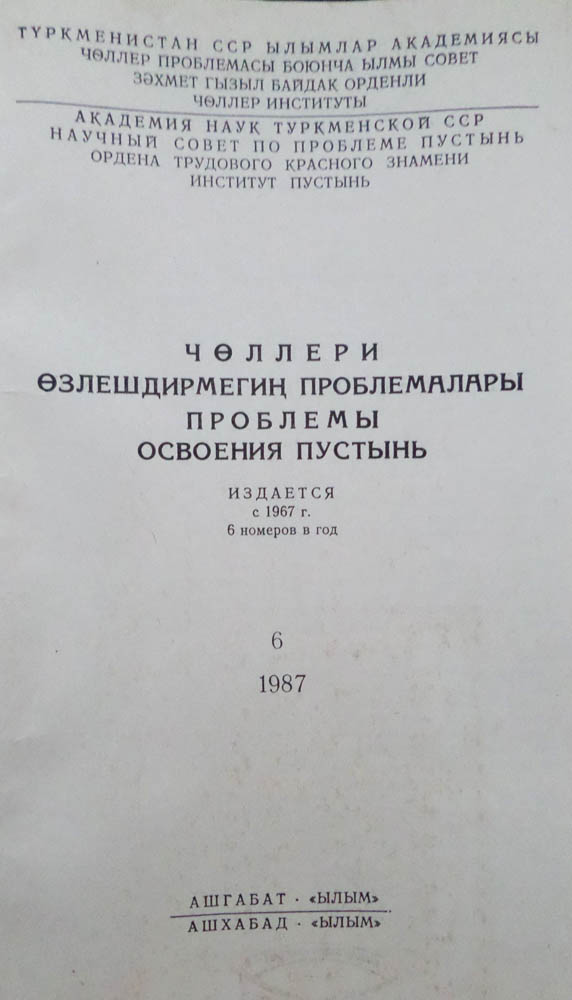 ТҮРКМЕНИСТАН ССР ЫЛЫМЛАР АКАДЕМИЯСЫ
ЧӨЛЛЕР ПРОБЛЕМАСЫ БОЮНЧА ЫЛМЫ СОВЕТ
ЗӘХМЕТ ГЫЗЫЛ БАЙДАК ОРДЕНЛИ
ЧӨЛЛЕР ИНСТИТУТЫ
АКАДЕМИЯ НАУК ТУРКМЕНСКОЙ ССР
НАУЧНЫЙ СОВЕТ ПО ПРОБЛЕМЕ ПУСТЫНЬ
ОРДЕНА ТРУДОВОГО КРАСНОГО ЗНАМЕНИ
ИНСТИТУТ ПУСТЫНЬ
ЧӨЛЛЕРИ
ӨЗЛЕШДИРМЕГИҢ ПРОБЛЕМАЛАРЫ
ПРОБЛЕМЫ
ОСВОЕНИЯ ПУСТЫНЬ
ИЗДАЕТСЯ
с 1967 г.
6 номеров в год
6
1987
АШГАБАТ · «ЫЛЫМ»
АШХАБАД · «ЫЛЫМ»